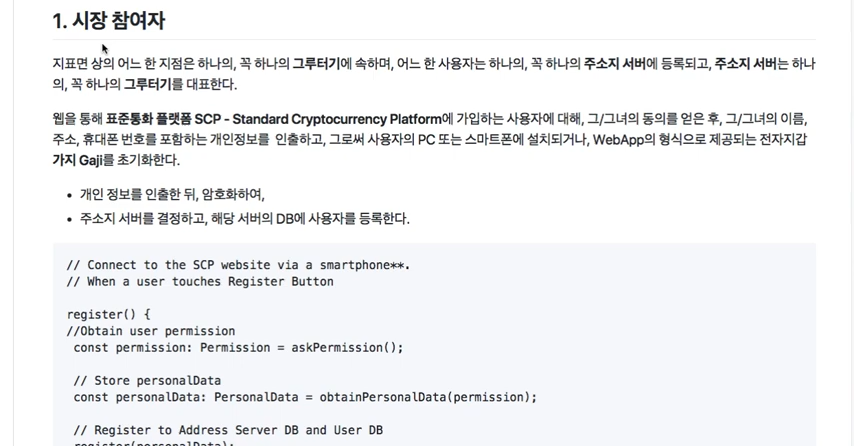 1. 시장 참여자
지표면 상의 어느 한 지점은 하나의, 꼭 하나의 그루터기에 속하며, 어느 한 사용자는 하나의, 꼭 하나의 주소지 서버에 등록되고, 주소지 서버는 하나
의, 꼭 하나의 그루터기를 대표한다.
웹을 통해 표준통화 플랫폼 SCP - Standard Cryptocurrency Platform에 가입하는 사용자에 대해, 그/그녀의 동의를 얻은 후, 그/그녀의 이름,
주소, 휴대폰 번호를 포함하는 개인정보를 인출하고, 그로써 사용자의 PC 또는 스마트폰에 설치되거나, WebApp의 형식으로 제공되는 전자지갑
가지 Gaji를 초기화한다.
• 개인 정보를 인출한 뒤, 암호화하여,
• 주소지 서버를 결정하고, 해당 서버의 DB에 사용자를 등록한다.
// Connect to the SCP website via a smartphone**.
// When a user touches Register Button
register() {
//Obtain user permission
const permission: Permission = askPermission();
// Store personalData
const personalData: PersonalData = obtainPersonalData(permission);
// Register to Address Server DB and User DB
register(personalData);